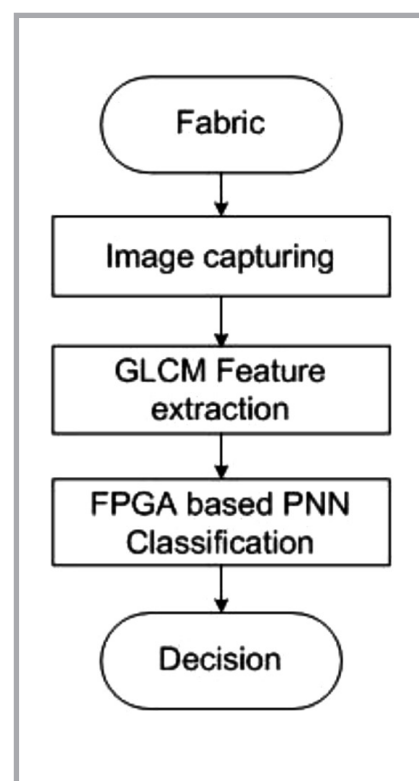 Fabric
Image capturing
GLCM Feature
extraction
FPGA based PNN
Classification
Decision